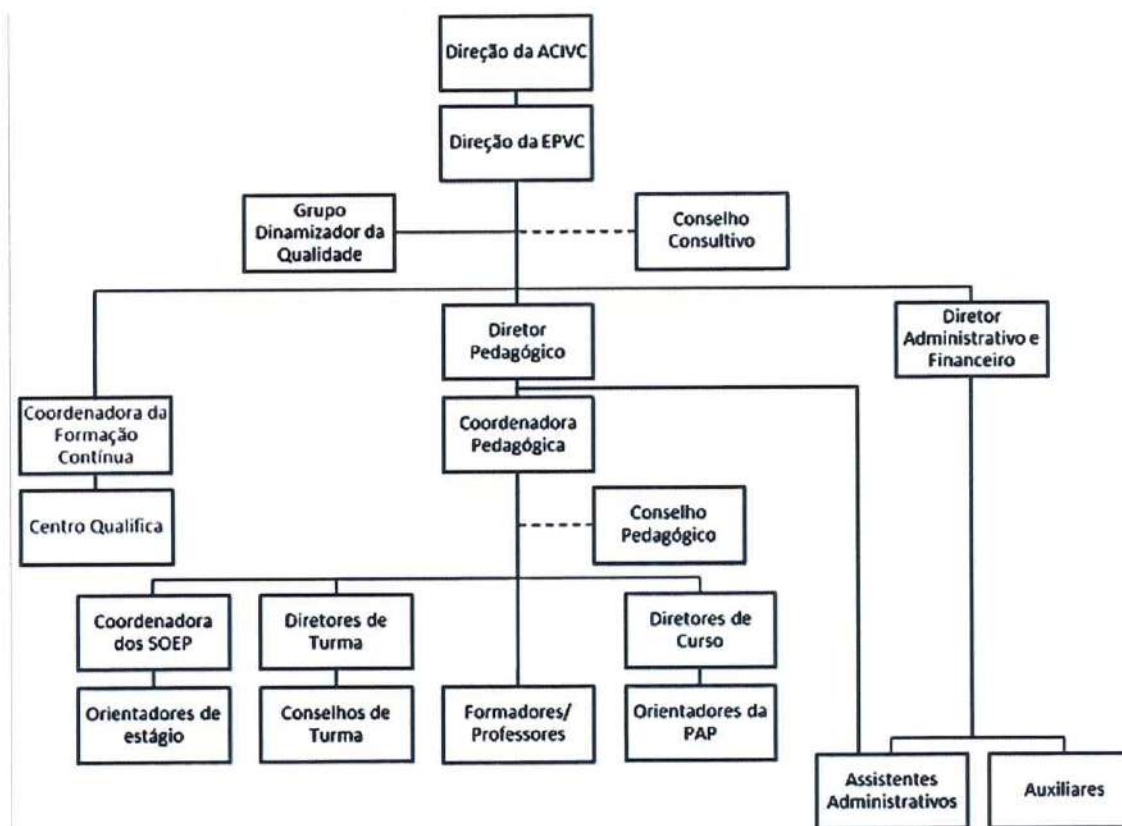 Direção da ACIVC
Direção da EPVC
Grupo
Dinamizador da
Qualidade
Conselho
Consultivo
Diretor
Pedagógico
Diretor
Administrativo e
Financeiro
Coordenadora da
Formação
Contínua
Coordenadora
Pedagógica
Centro Qualifica
Conselho
Pedagógico
Coordenadora
dos SOEP
Diretores de
Turma
Diretores de
Curso
Orientadores de
estágio
Conselhos de
Turma
Formadores/
Professores
Orientadores da
PAP
Assistentes
Administrativos
Auxiliares